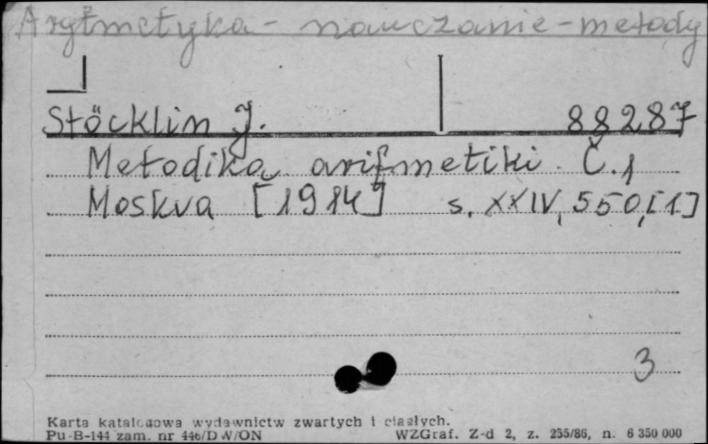 Arytmetyka - nauczanie - metody
Stöcklin J. 88287
Metodika arifmetiki. Č.1
Moskva [1914] s. XXIV, 550, [1]
3
Karta katalogowa wydawnictw zwartych i ciągłych.
Pu-B-144 zam. nr 446/D W/ON WZGraf. Z-d 2, z. 255/86, n. 6 350 000